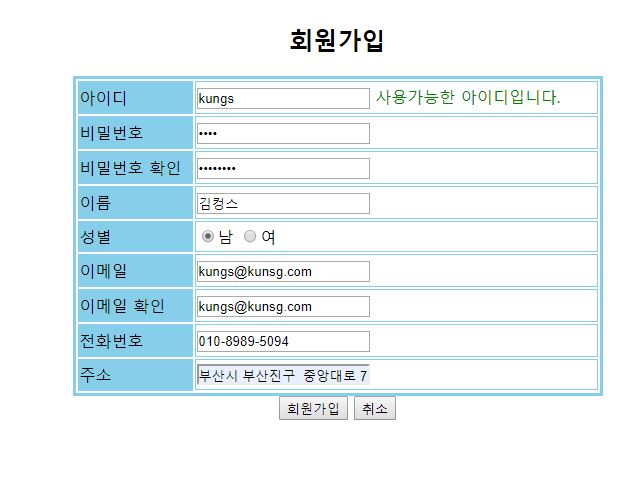 회원가입
아이디 kungs 사용가능한 아이디입니다.
비밀번호 ••••
비밀번호 확인 ••••••••
이름 김컹스
성별 남 여
이메일 kungs@kunsg.com
이메일 확인 kungs@kunsg.com
전화번호 010-8989-5094
주소 부산시 부산진구 중앙대로 7
회원가입 취소